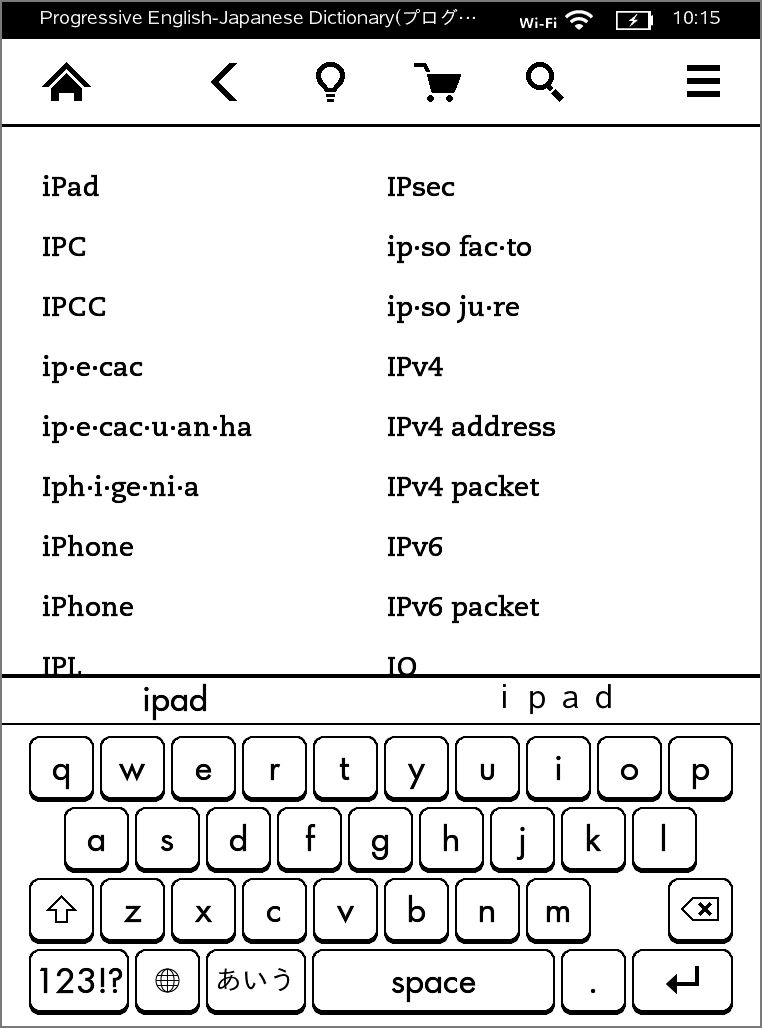 Progressive English-Japanese Dictionary(プログ… Wi-Fi 10:15
iPad
IPC
IPCC
ip·e·cac
ip·e·cac·u·an·ha
Iph·i·ge·ni·a
iPhone
iPhone
IPL
IPsec
ip·so fac·to
ip·so ju·re
IPv4
IPv4 address
IPv4 packet
IPv6
IPv6 packet
IQ
ipad ｉｐａｄ
q w e r t y u i o p
a s d f g h j k l
z x c v b n m
123!? あいう space .